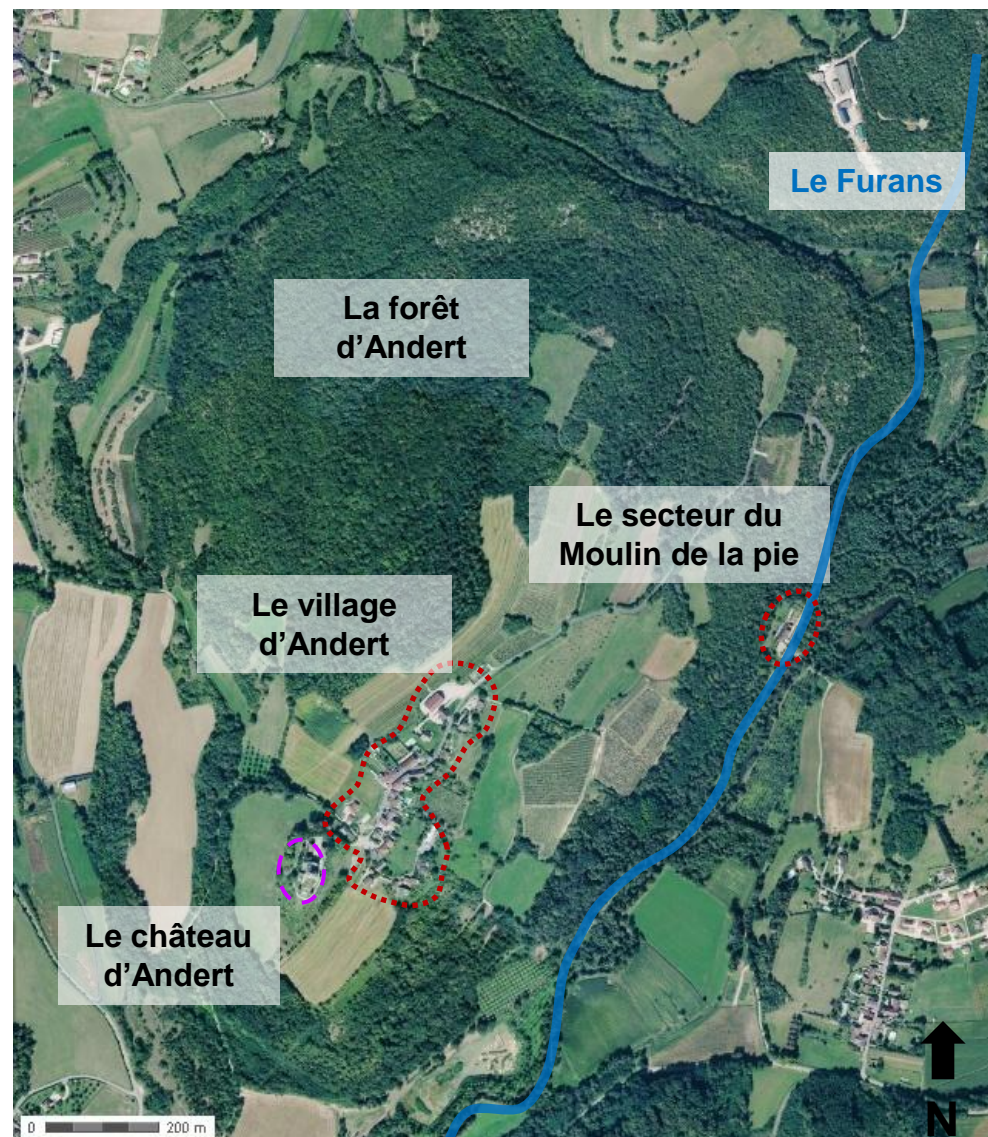 Le Furans
La forêt
d’Andert
Le secteur du
Moulin de la pie
Le village
d’Andert
Le château
d’Andert
N
0 200 m